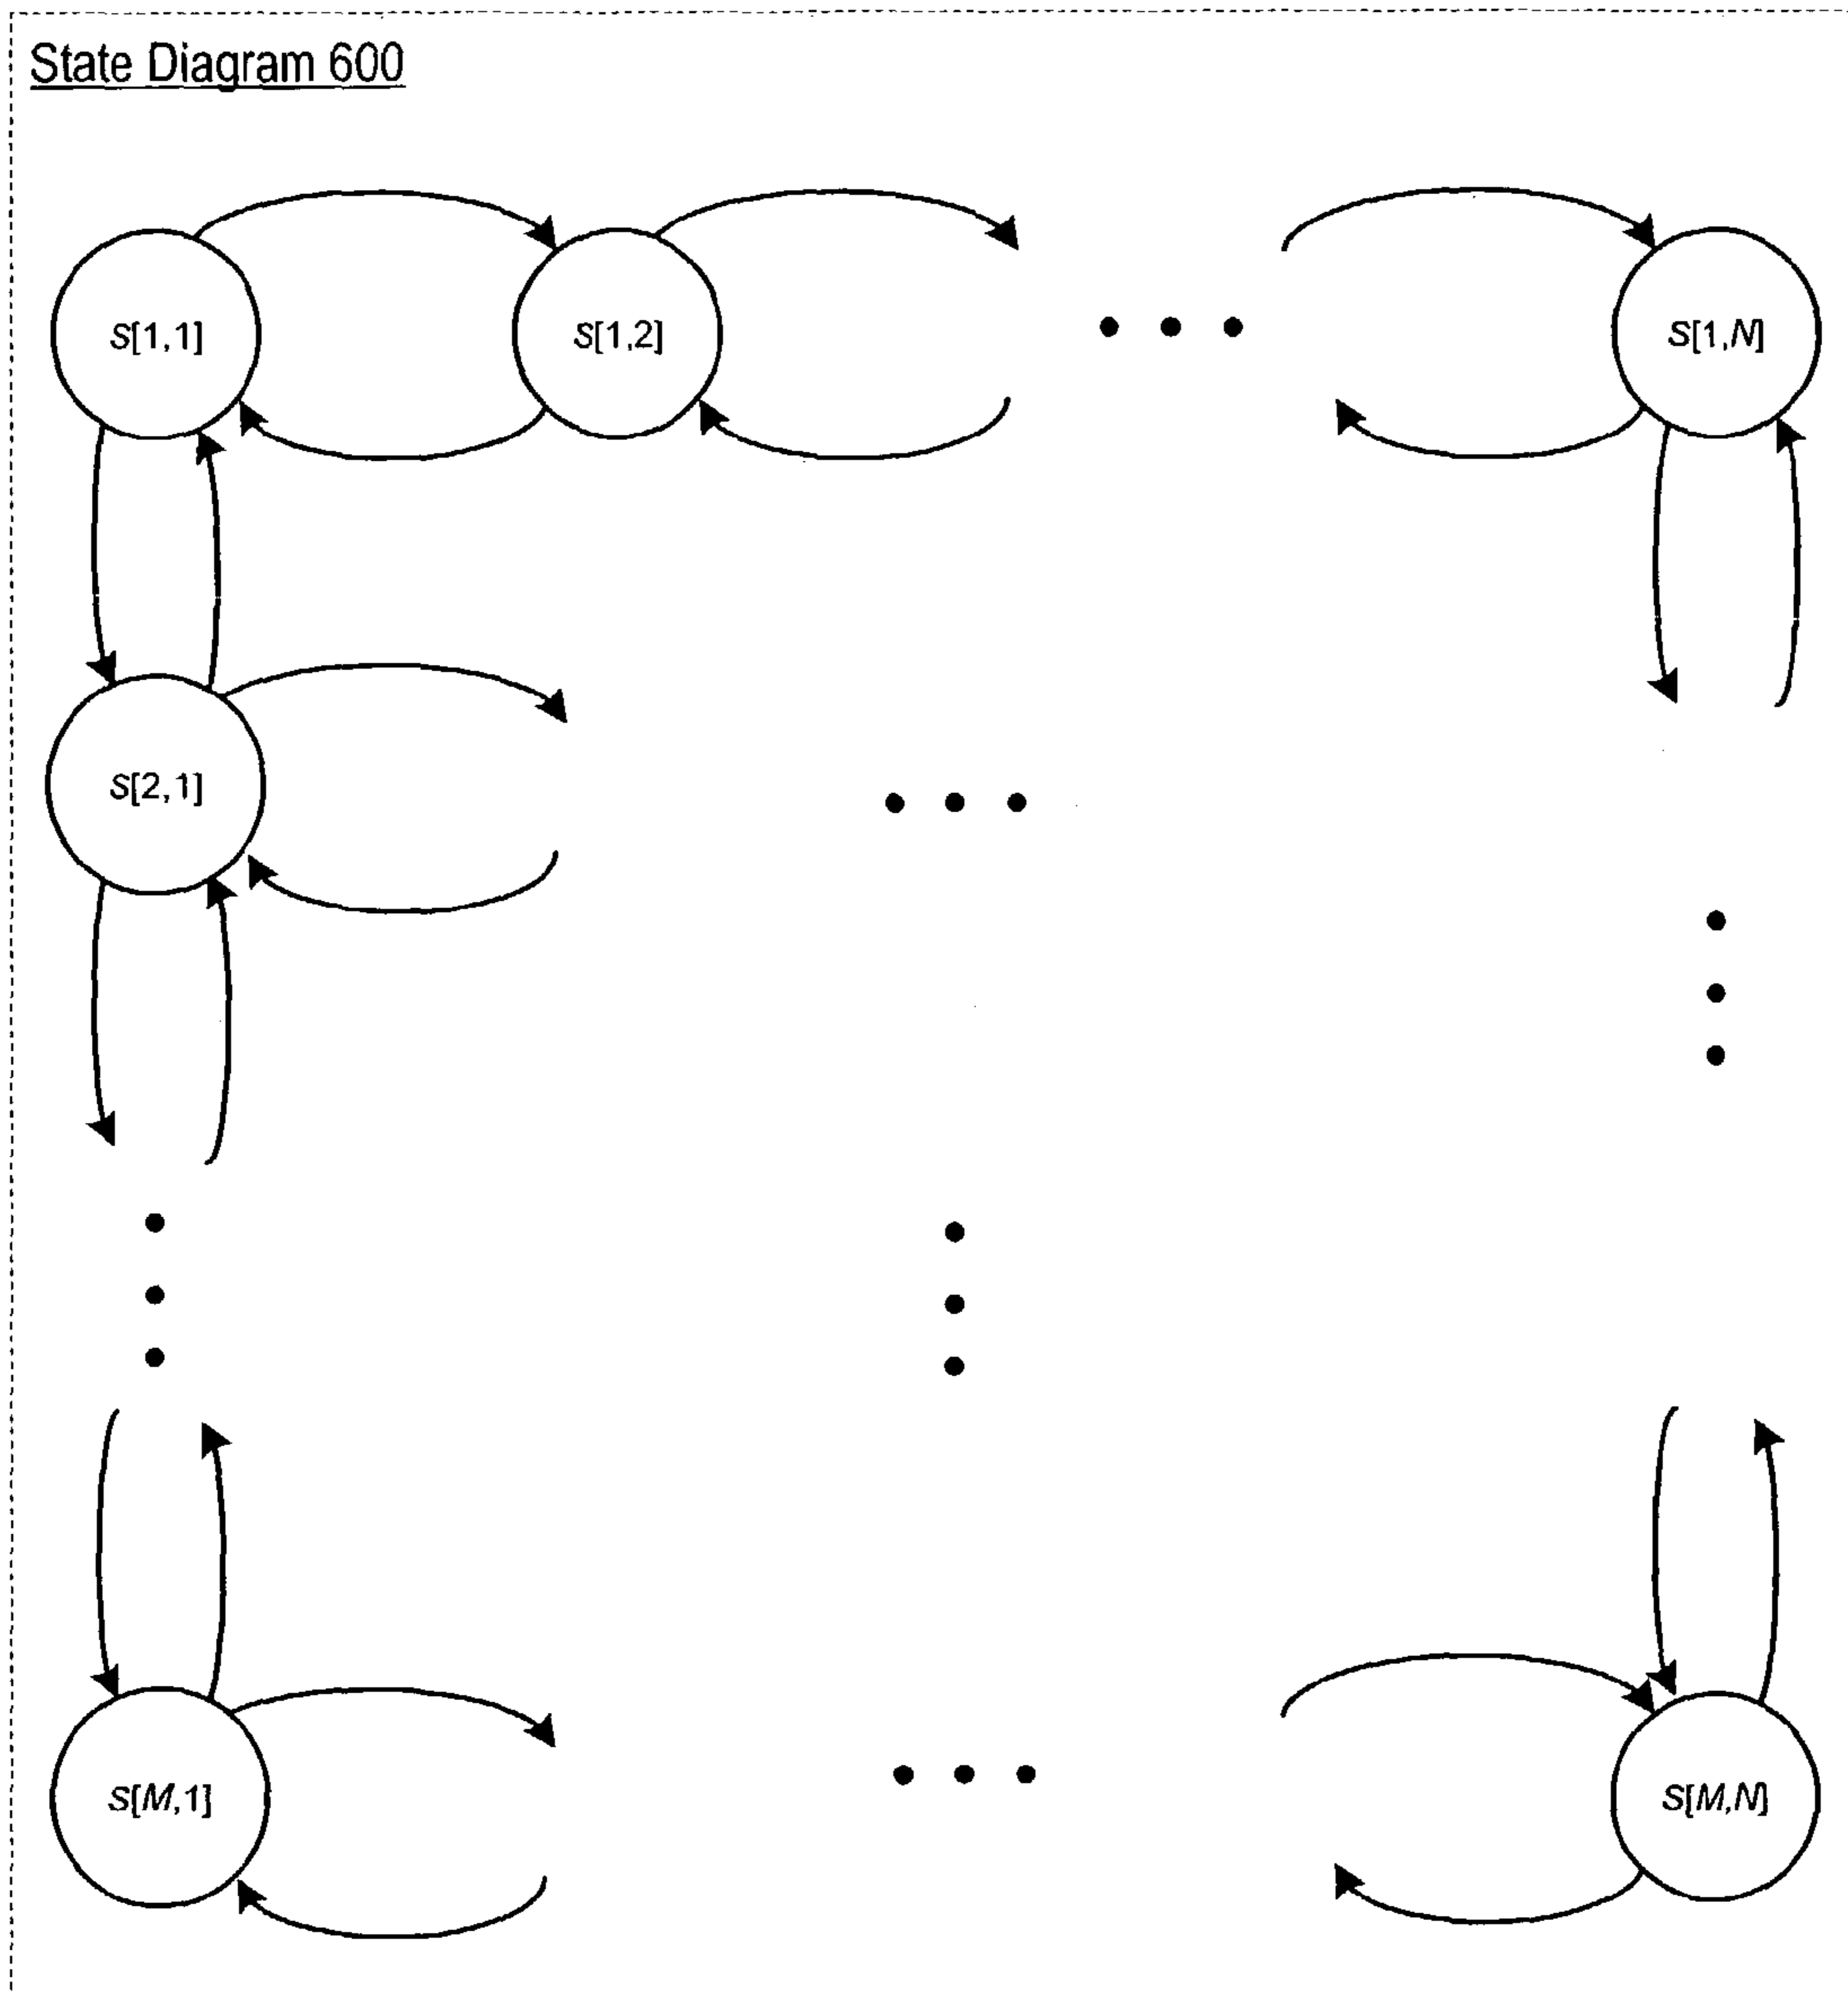 State Diagram 600
S[1,1]
S[1,2]
S[1,N]
S[2,1]
S[M,1]
S[M,N]